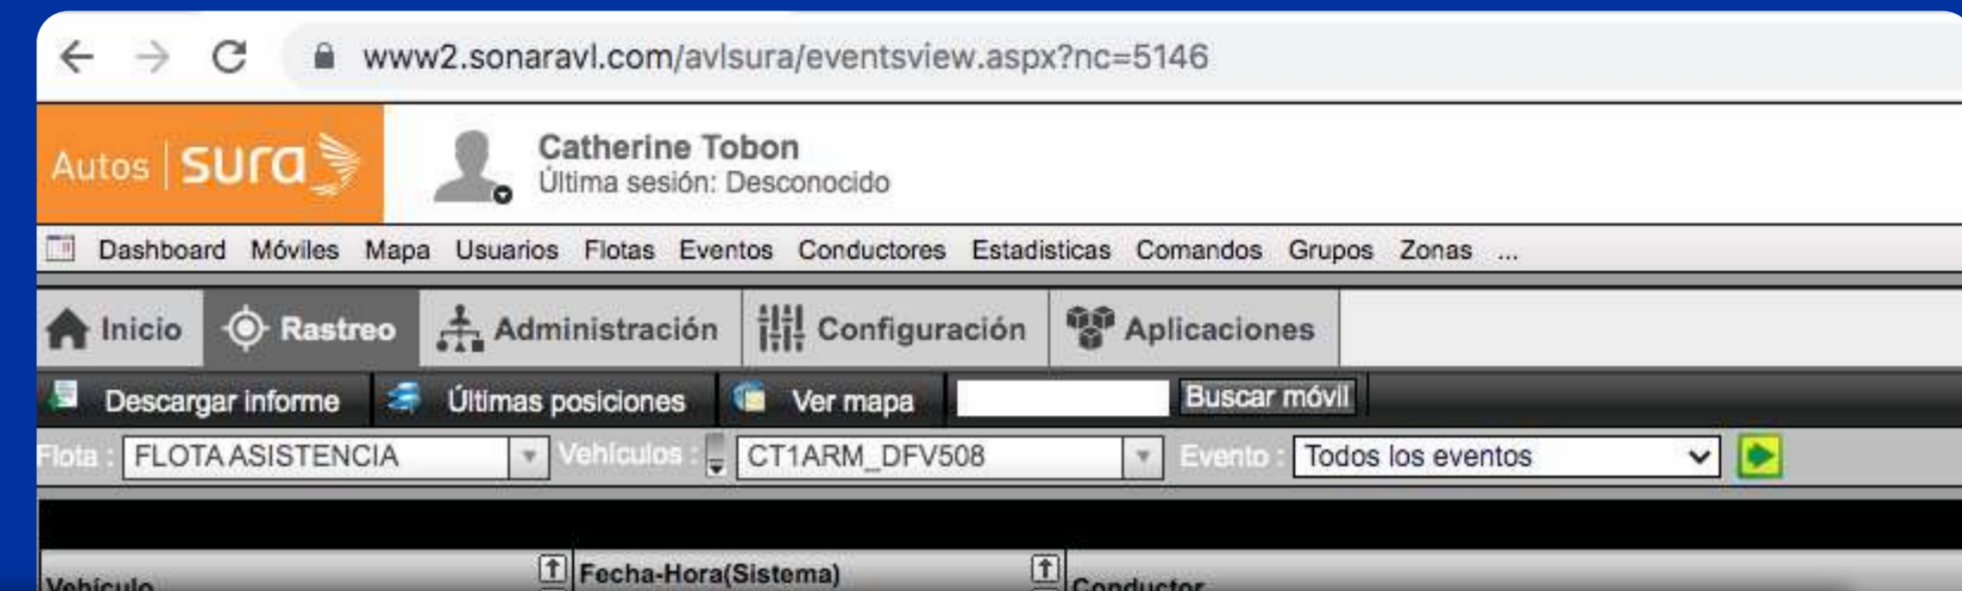 www2.sonaravl.com/avlsura/eventsview.aspx?nc=5146
Autos | sura
Catherine Tobon
Última sesión: Desconocido
Dashboard Móviles Mapa Usuarios Flotas Eventos Conductores Estadisticas Comandos Grupos Zonas ...
Inicio Rastreo Administración Configuración Aplicaciones
Descargar informe Últimas posiciones Ver mapa Buscar móvil
Flota : FLOTA ASISTENCIA Vehículos : CT1ARM_DFV508 Evento : Todos los eventos
Vehículo Fecha-Hora(Sistema) Conductor